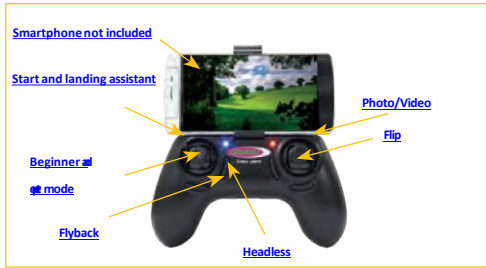 Smartphone not included
Start and landing assistant
Photo/Video
Flip
Beginner
mode
Flyback
Headless